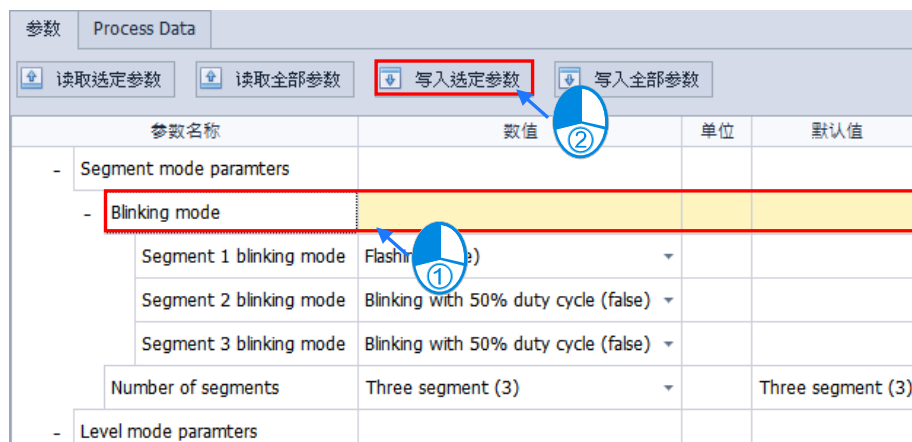 参数 Process Data
读取选定参数 读取全部参数 写入选定参数 写入全部参数
②
参数名称 数值 单位 默认值
- Segment mode paramters
- Blinking mode
①
Segment 1 blinking mode e)
Segment 2 blinking mode Blinking with 50% duty cycle (false)
Segment 3 blinking mode Blinking with 50% duty cycle (false)
Number of segments Three segment (3) Three segment (3)
- Level mode paramters